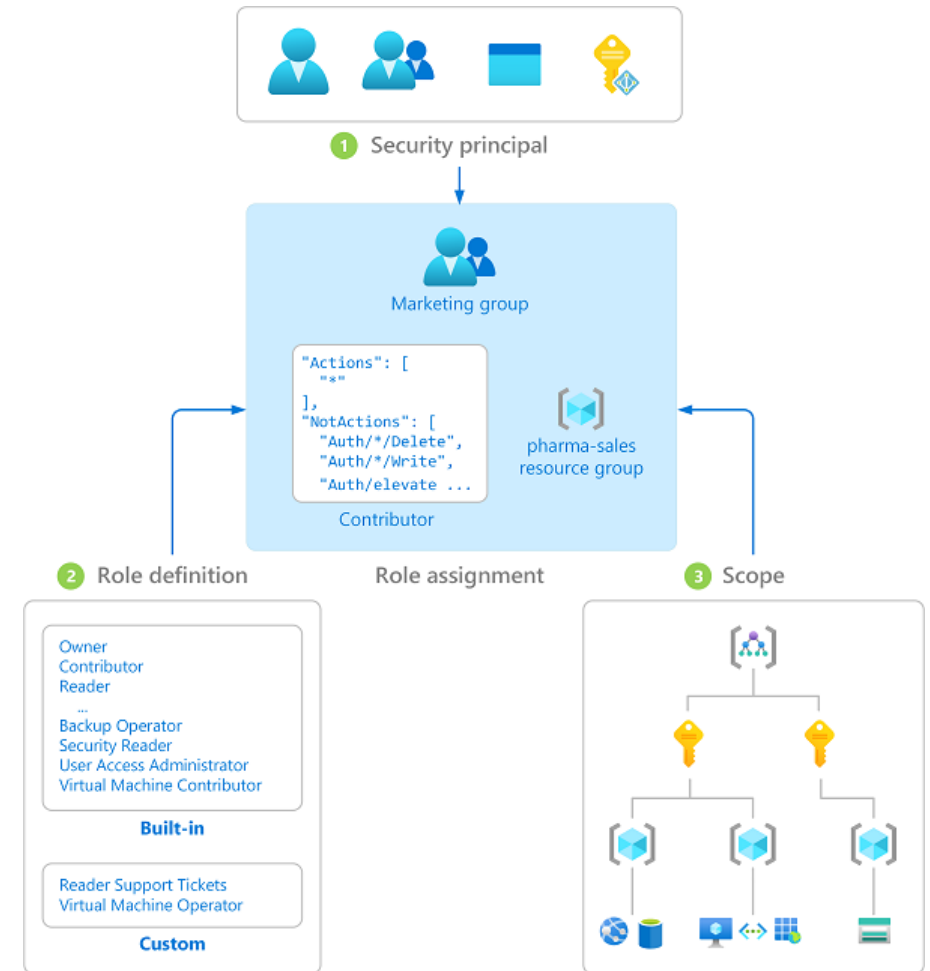 1 Security principal
Marketing group
"Actions": [
"*"
],
"NotActions": [
"Auth/*/Delete",
"Auth/*/Write",
"Auth/elevate ...
Contributor
pharma-sales
resource group
2 Role definition
Role assignment
3 Scope
Owner
Contributor
Reader
...
Backup Operator
Security Reader
User Access Administrator
Virtual Machine Contributor
Built-in
Reader Support Tickets
Virtual Machine Operator
Custom